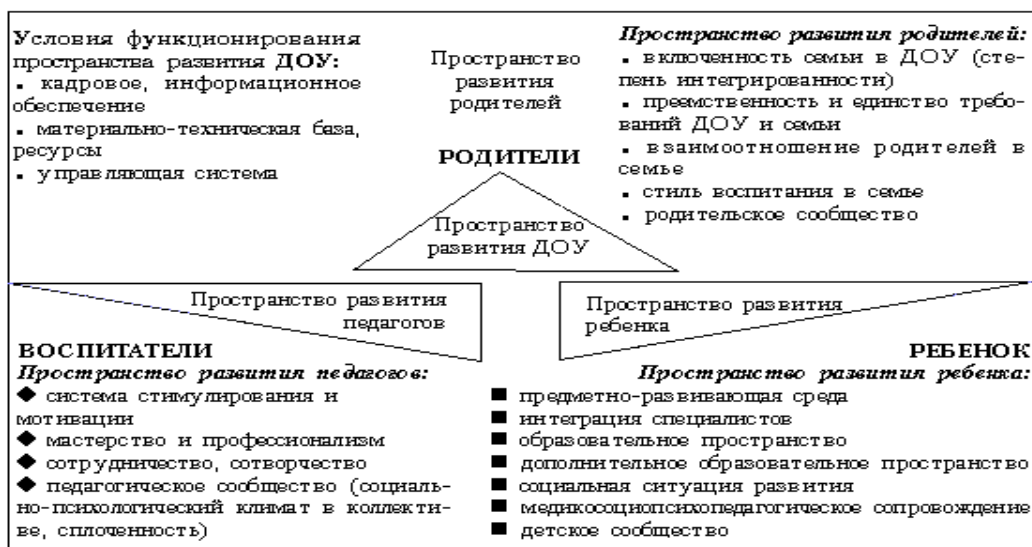 Условия функционирования
пространства развития ДОУ:
▪ кадровое, информационное
обеспечение
▪ материально-техническая база,
ресурсы
▪ управляющая система
Пространство
развития
родителей
РОДИТЕЛИ
Пространство развития родителей:
▪ включенность семьи в ДОУ (сте-
пень интегрированности)
▪ преемственность и единство требо-
ваний ДОУ и семьи
▪ взаимоотношение родителей в
семье
▪ стиль воспитания в семье
▪ родительское сообщество
Пространство
развития ДОУ
Пространство развития
педагогов
Пространство развития
ребенка
ВОСПИТАТЕЛИ
Пространство развития педагогов:
◆ система стимулирования и
мотивации
◆ мастерство и профессионализм
◆ сотрудничество, сотворчество
◆ педагогическое сообщество (социаль-
но-психологический климат в коллекти-
ве, сплоченность)
РЕБЕНОК
Пространство развития ребенка:
■ предметно-развивающая среда
■ интеграция специалистов
■ образовательное пространство
■ дополнительное образовательное пространство
■ социальная ситуация развития
■ медикосоциопсихопедагогическое сопровождение
■ детское сообщество